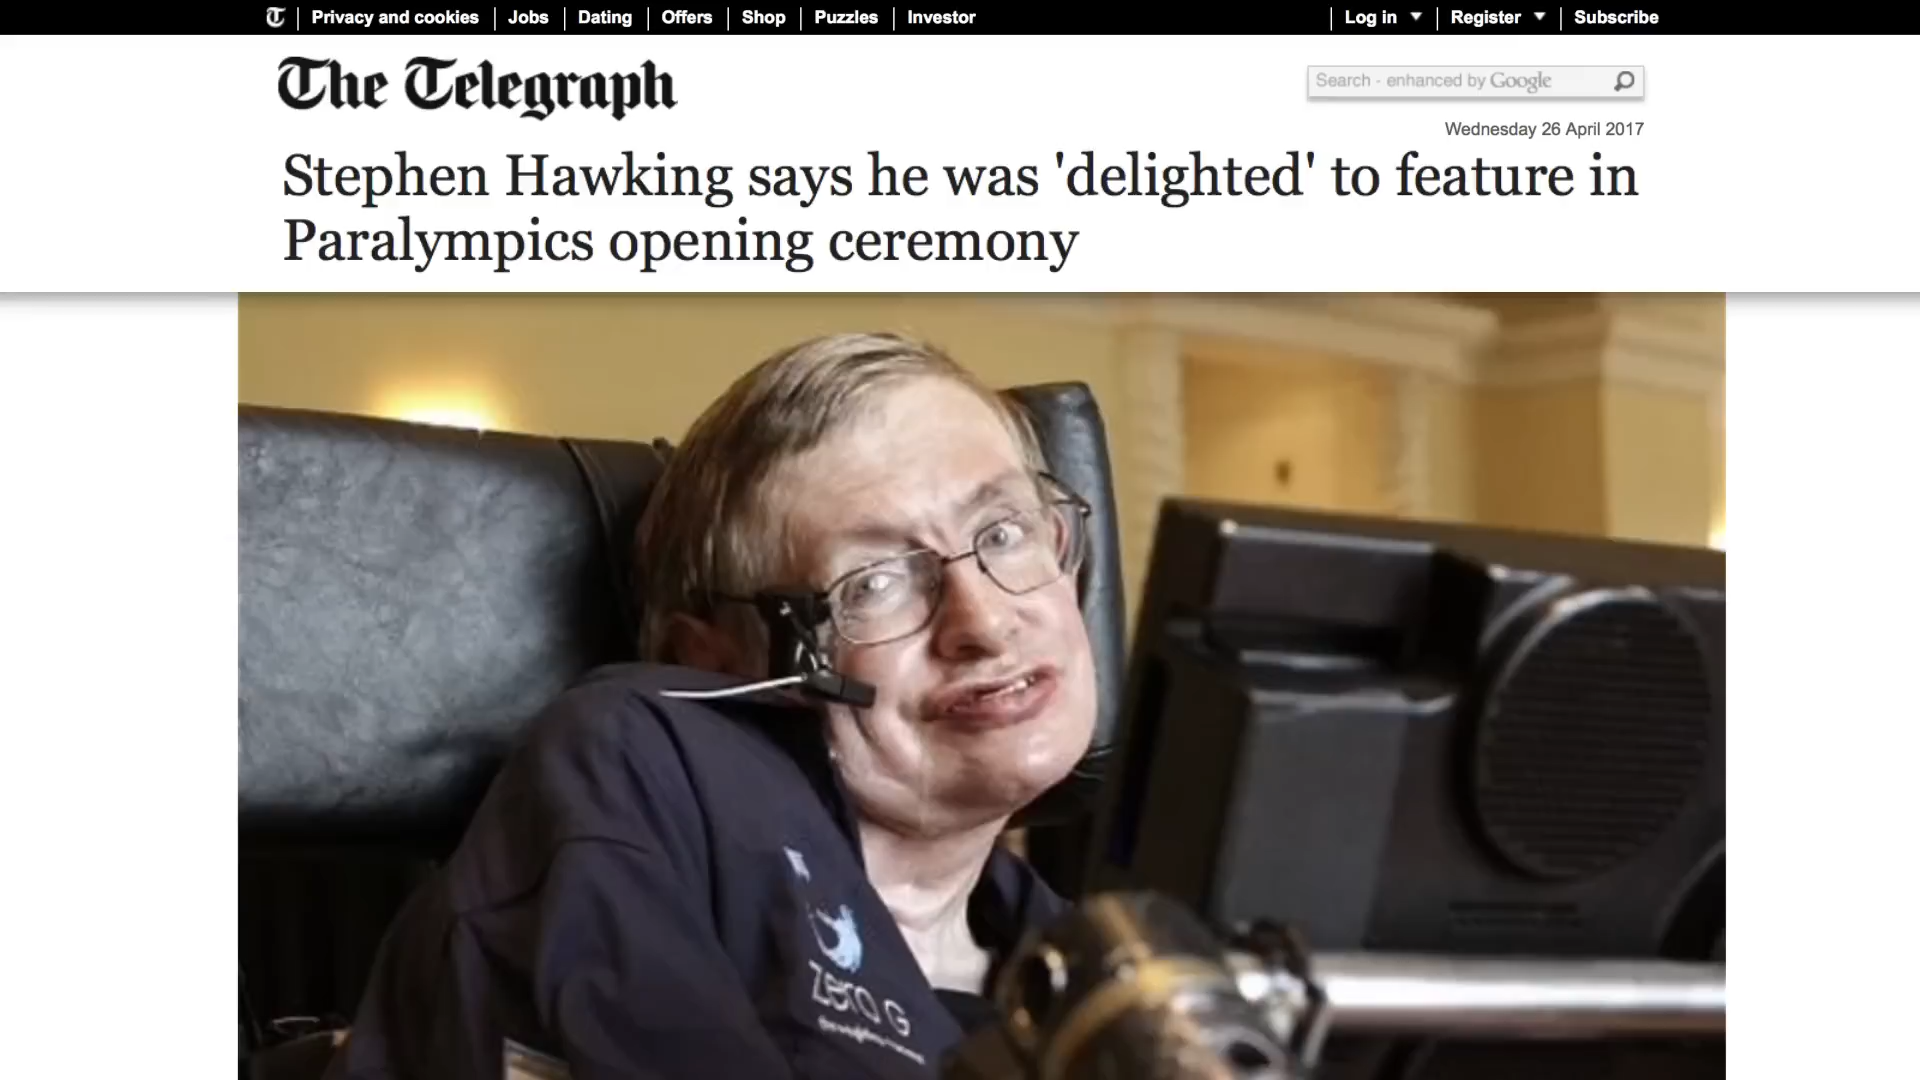 Privacy and cookies Jobs Dating Offers Shop Puzzles Investor Log in Register Subscribe
The Telegraph
Search - enhanced by Google
Wednesday 26 April 2017
Stephen Hawking says he was 'delighted' to feature in
Paralympics opening ceremony
zero G